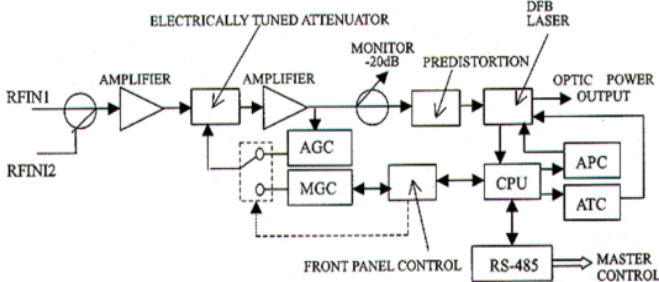 DFB
LASER
ELECTRICALLY TUNED ATTENUATOR
MONITOR
-20dB
AMPLIFIER
AMPLIFIER
PREDISTORTION
OPTIC POWER
OUTPUT
RFIN1
RFINI2
AGC
MGC
CPU
APC
ATC
FRONT PANEL CONTROL
RS-485
MASTER
CONTROL